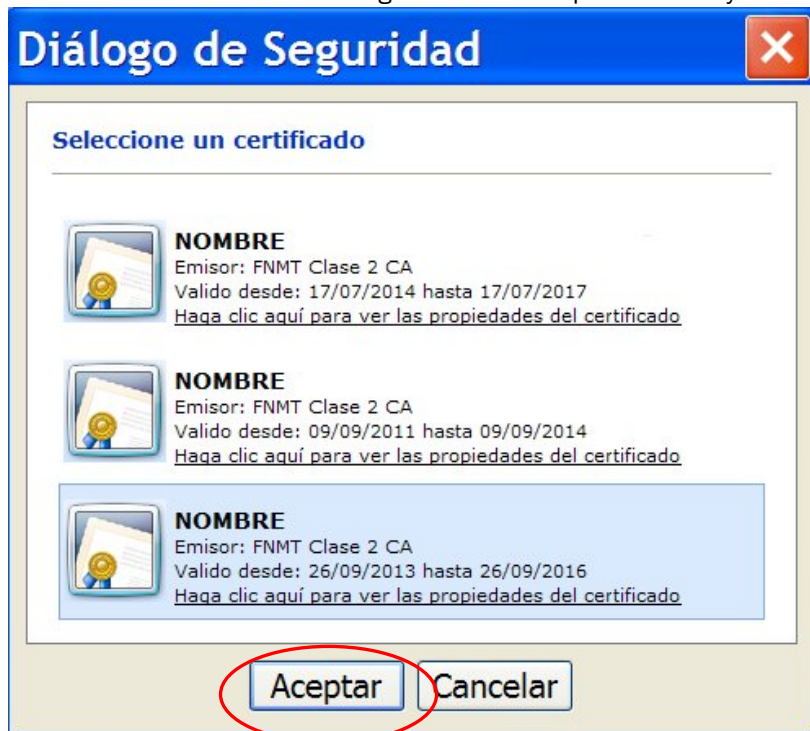 Diálogo de Seguridad
Seleccione un certificado
NOMBRE
Emisor: FNMT Clase 2 CA
Valido desde: 17/07/2014 hasta 17/07/2017
Haga clic aquí para ver las propiedades del certificado
NOMBRE
Emisor: FNMT Clase 2 CA
Valido desde: 09/09/2011 hasta 09/09/2014
Haga clic aquí para ver las propiedades del certificado
NOMBRE
Emisor: FNMT Clase 2 CA
Valido desde: 26/09/2013 hasta 26/09/2016
Haga clic aquí para ver las propiedades del certificado
Aceptar Cancelar